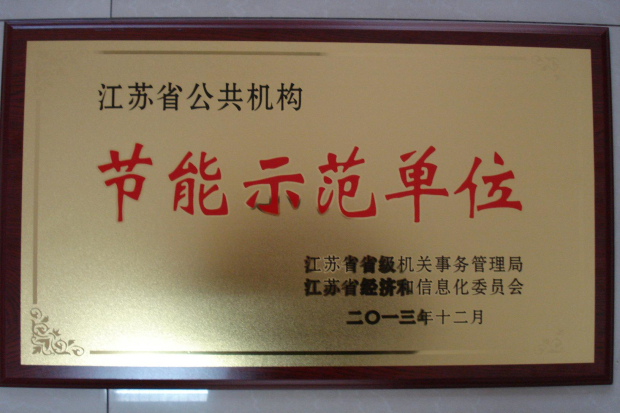 江苏省公共机构
节能示范单位
江苏省省级机关事务管理局
江苏省经济和信息化委员会
二〇一三年十二月